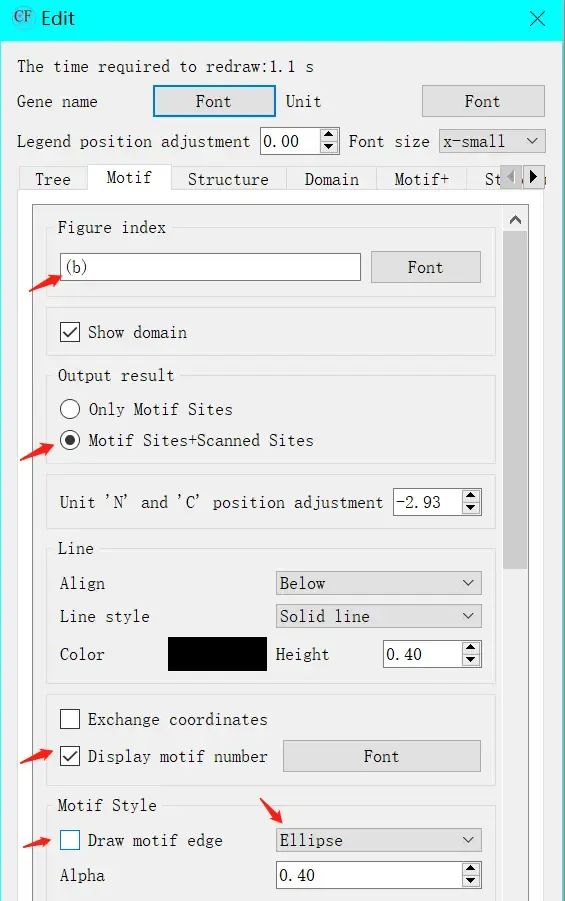 CF Edit
The time required to redraw:1.1 s
Gene name Font Unit Font
Legend position adjustment 0.00 Font size x-small
Tree Motif Structure Domain Motif+ St
Figure index
(b) Font
Show domain
Output result
Only Motif Sites
Motif Sites+Scanned Sites
Unit 'N' and 'C' position adjustment -2.93
Line
Align Below
Line style Solid line
Color Height 0.40
Exchange coordinates
Display motif number Font
Motif Style
Draw motif edge Ellipse
Alpha 0.40